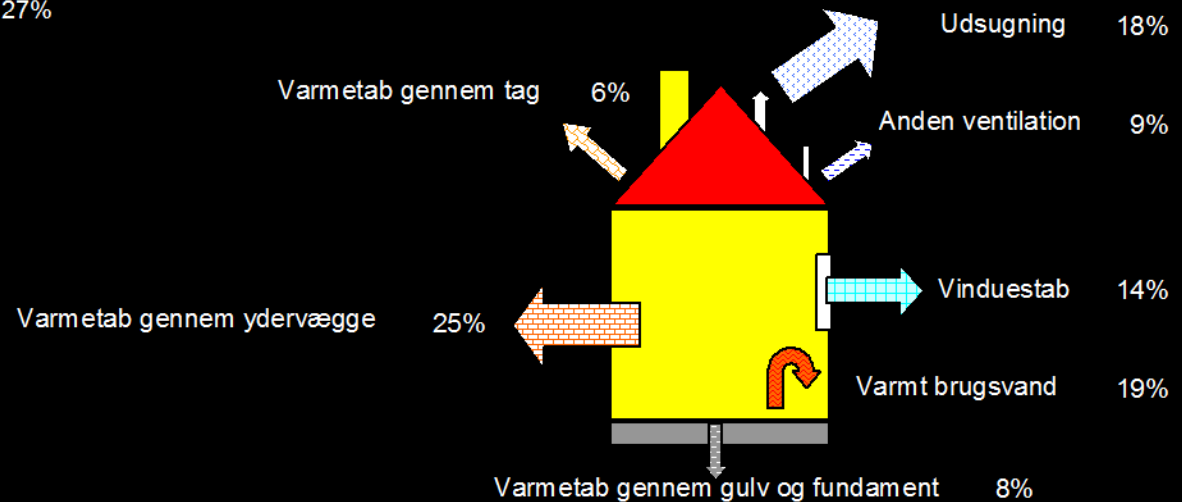 27%
Udsugning 18%
Varmetab gennem tag 6%
Anden ventilation 9%
Vinduestab 14%
Varmetab gennem ydervægge 25%
Varmt brugsvand 19%
Varmetab gennem gulv og fundament 8%